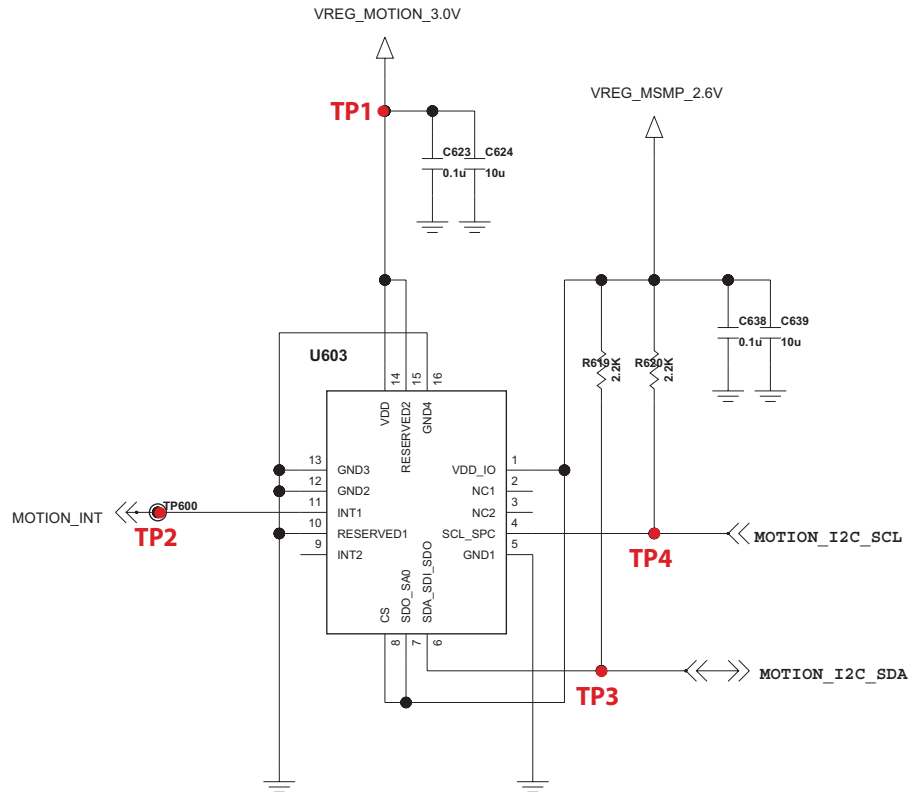 VREG_MOTION_3.0V
VREG_MSMP_2.6V
TP1
C623 C624
0.1u 10u
C638 C639
0.1u 10u
R619 2.2K
R620 2.2K
U603
14 15 16
VDD
RESERVED2
GND4
13 GND3
12 GND2
11 INT1
10 RESERVED1
9 INT2
VDD_IO 1
NC1 2
NC2 3
SCL_SPC 4
GND1 5
CS
SDO_SA0
SDA_SDI_SDO
8 7 6
MOTION_INT
TP600
TP2
TP4
MOTION_I2C_SCL
TP3
MOTION_I2C_SDA